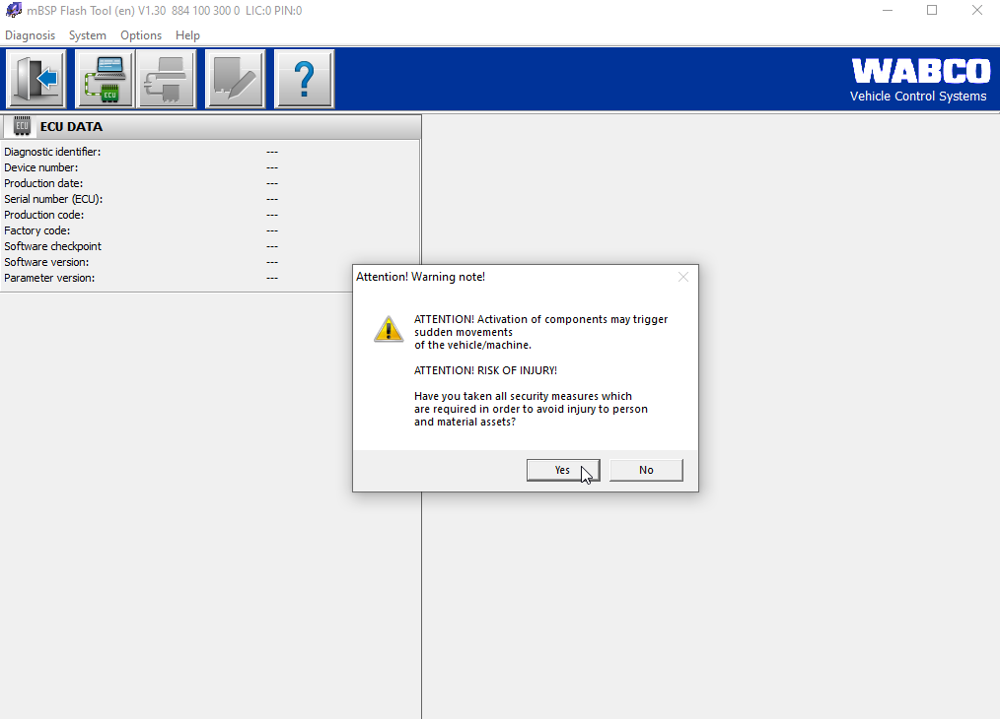 mBSP Flash Tool (en) V1.30  884 100 300 0  LIC:0 PIN:0
Diagnosis System Options Help
ECU
?
WABCO
Vehicle Control Systems
ECU ECU DATA
Diagnostic identifier: ---
Device number: ---
Production date: ---
Serial number (ECU): ---
Production code: ---
Factory code: ---
Software checkpoint ---
Software version: ---
Parameter version: ---
Attention! Warning note!
ATTENTION! Activation of components may trigger
sudden movements
of the vehicle/machine.
ATTENTION! RISK OF INJURY!
Have you taken all security measures which
are required in order to avoid injury to person
and material assets?
Yes No